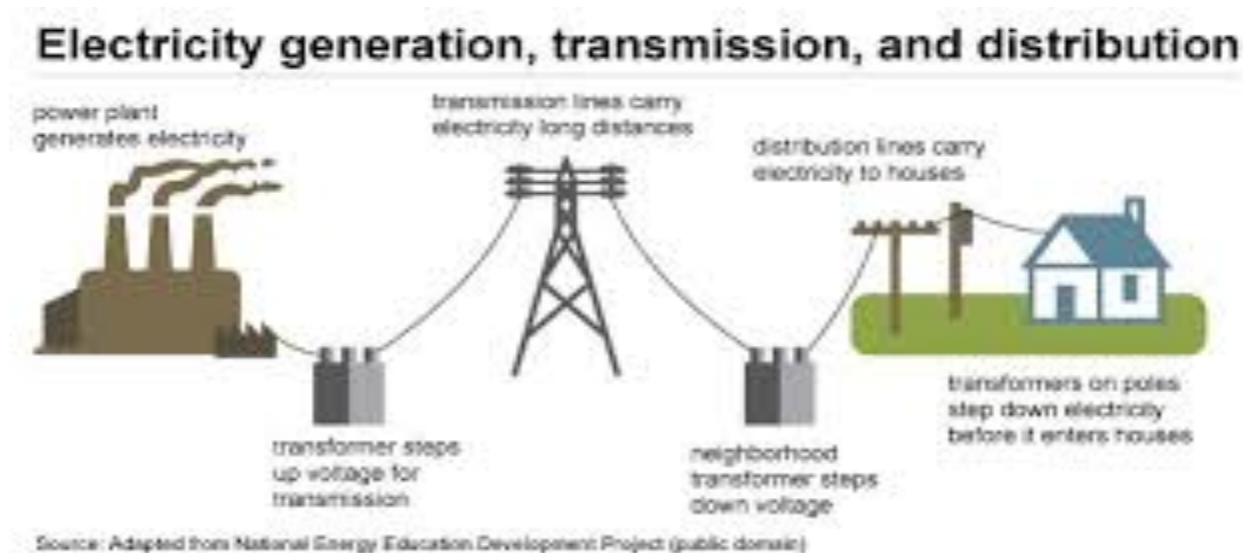 Electricity generation, transmission, and distribution
power plant
generates electricity
transmission lines carry
electricity long distances
distribution lines carry
electricity to houses
transformer steps
up voltage for
transmission
neighborhood
transformer steps
down voltage
transformers on poles
step down electricity
before it enters houses
Source: Adapted from National Energy Education Development Project (public domain)